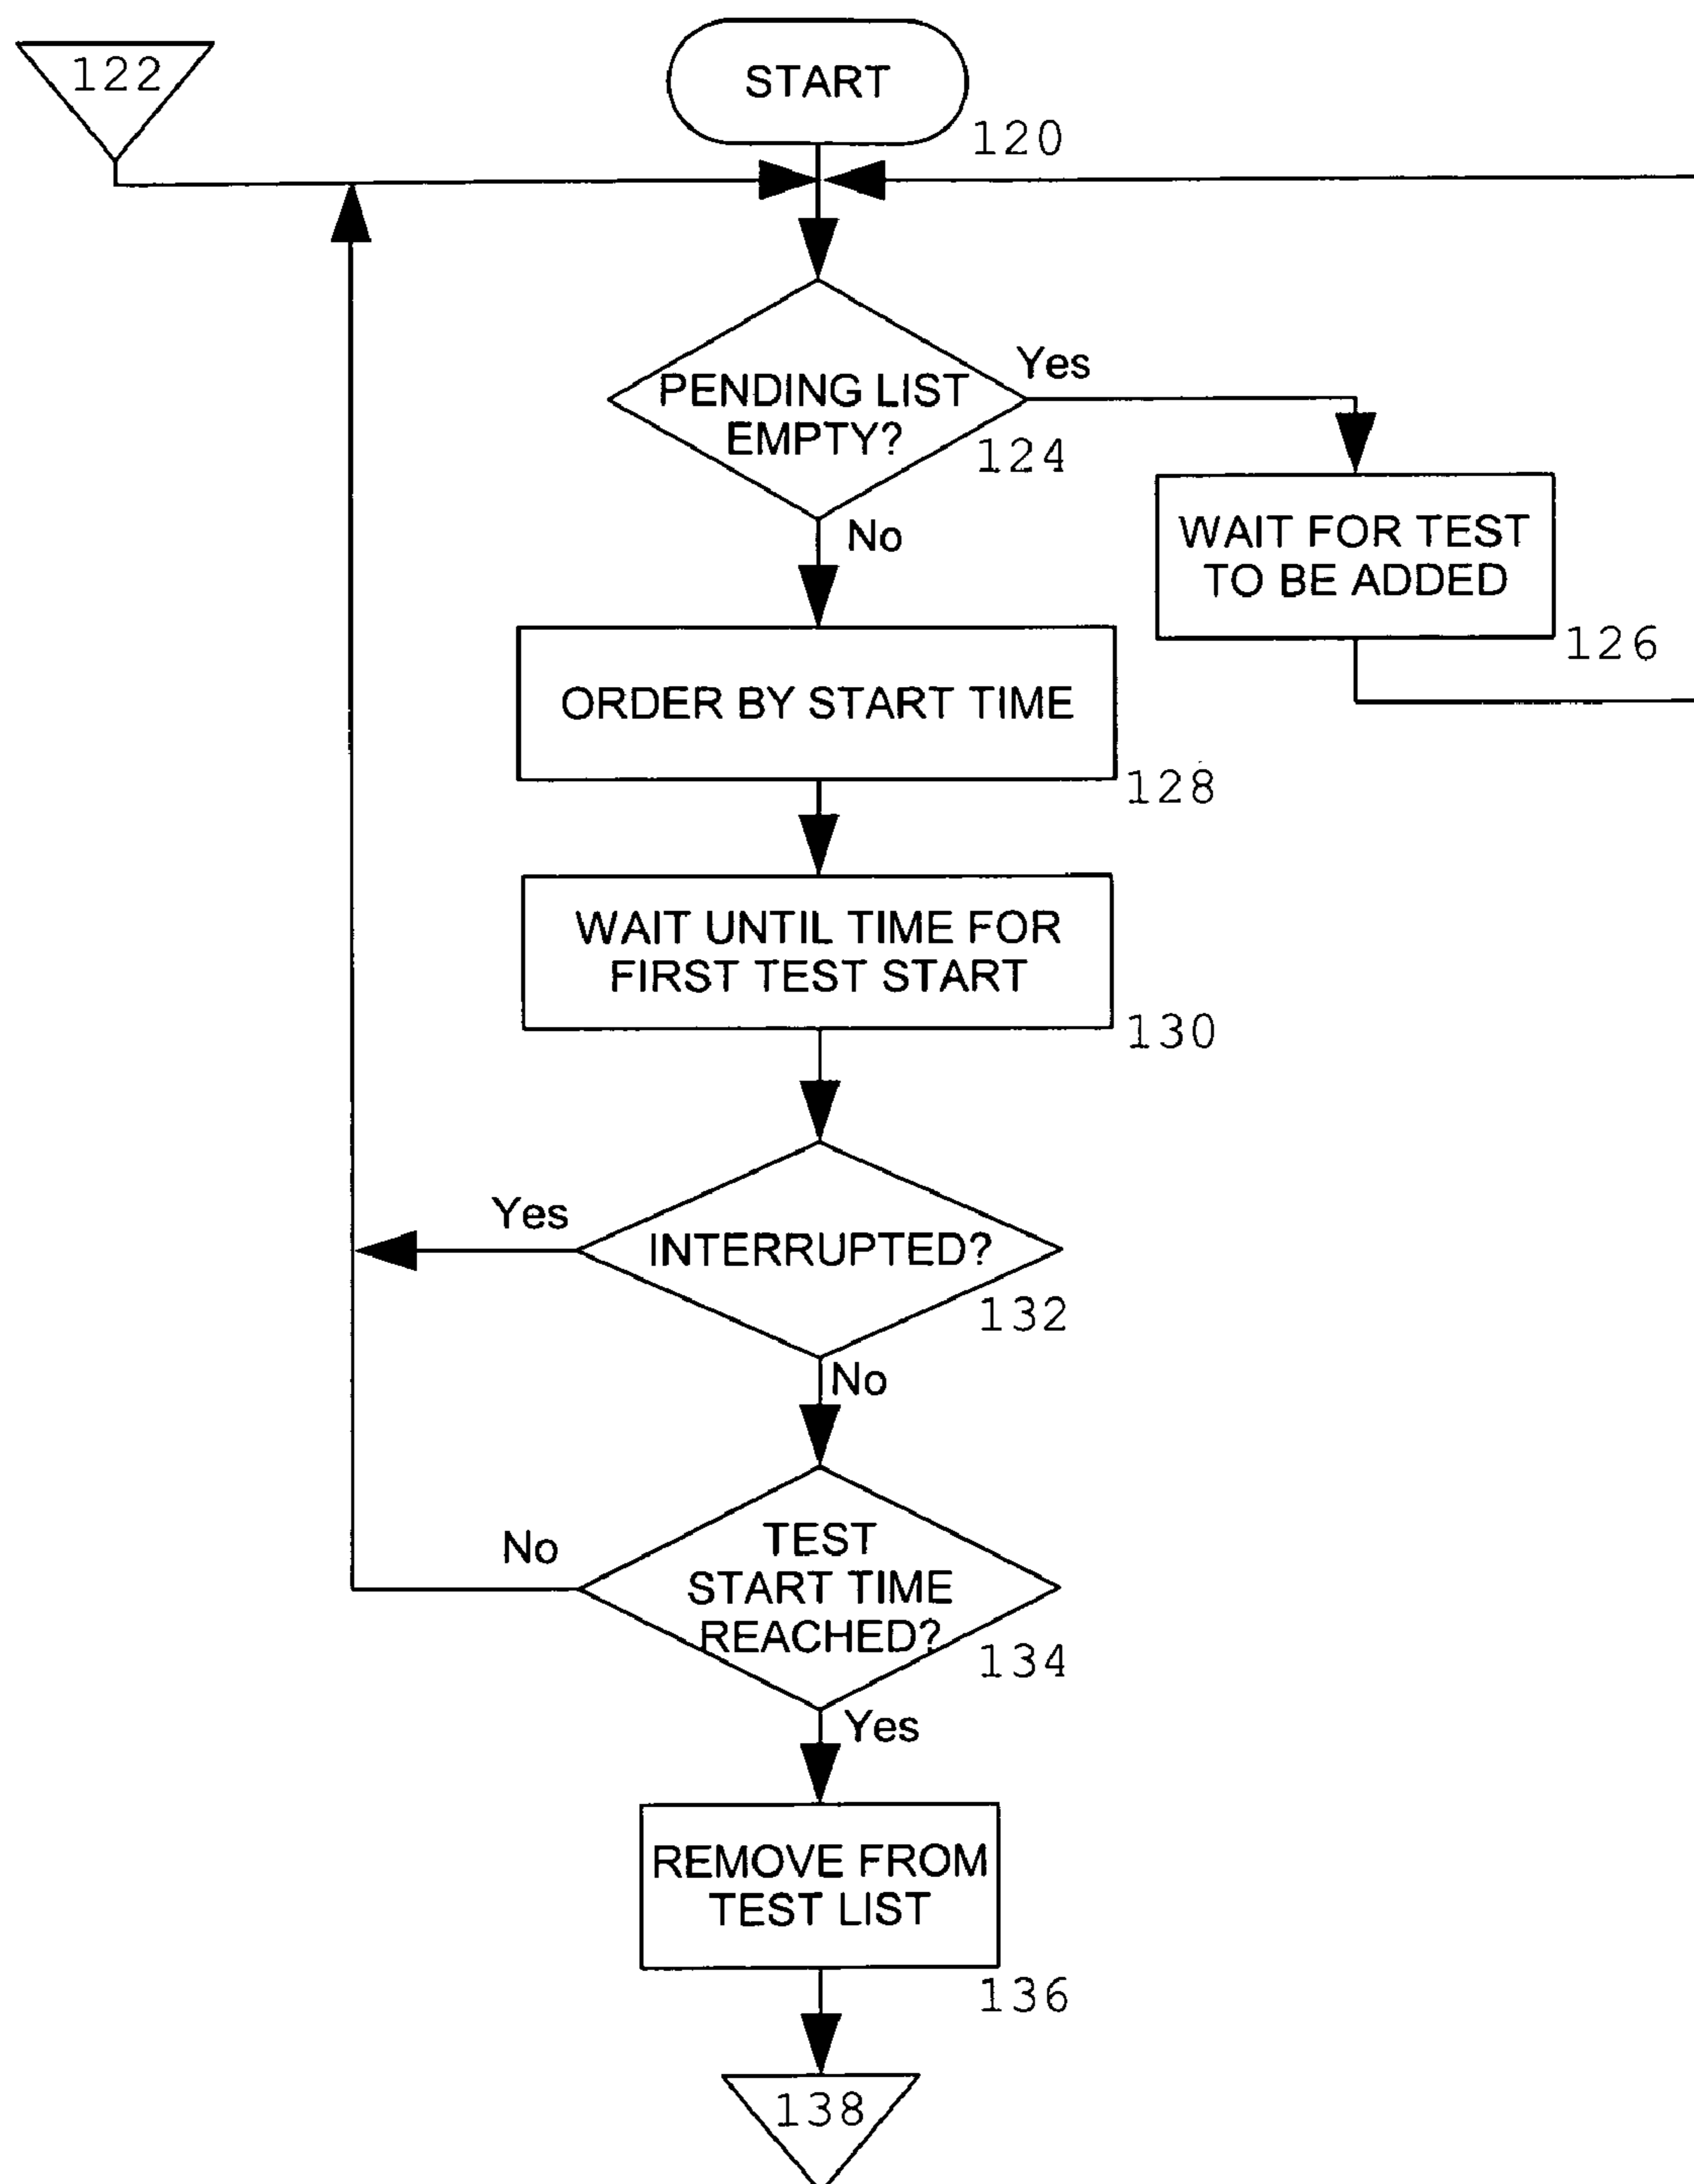 122
START
120
PENDING LIST
EMPTY?
Yes
124
No
WAIT FOR TEST
TO BE ADDED
126
ORDER BY START TIME
128
WAIT UNTIL TIME FOR
FIRST TEST START
130
Yes
INTERRUPTED?
132
No
No
TEST
START TIME
REACHED?
134
Yes
REMOVE FROM
TEST LIST
136
138